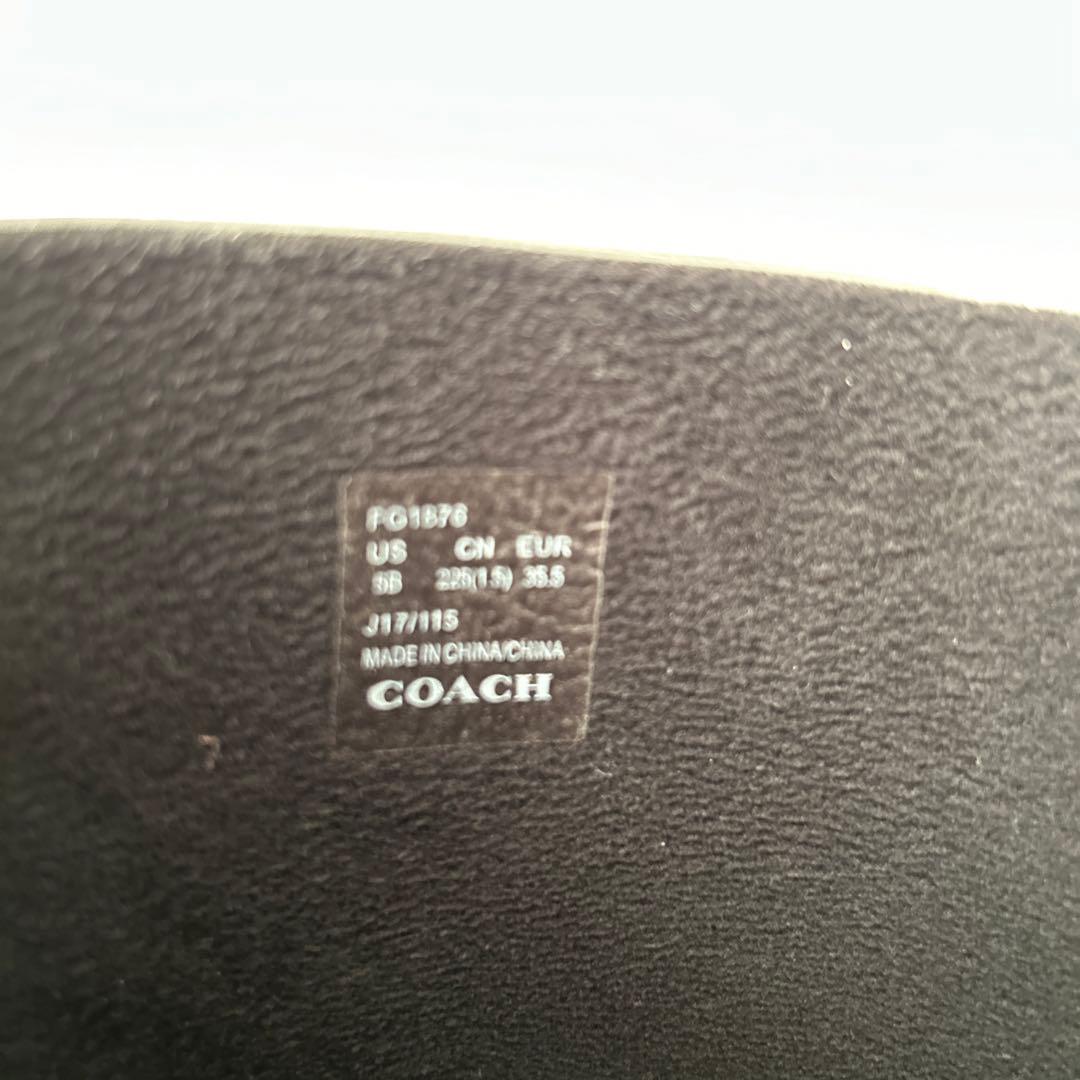 FG1876
US CN EUR
5B 225(1.5) 35.5
J17/115
MADE IN CHINA/CHINA
COACH